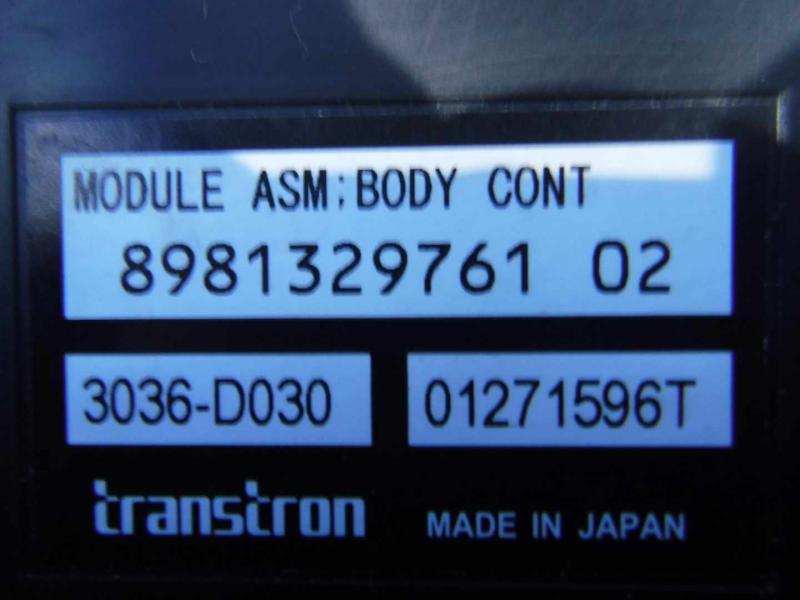 MODULE ASM:BODY CONT
8981329761 02
3036-D030 01271596T
transtron MADE IN JAPAN